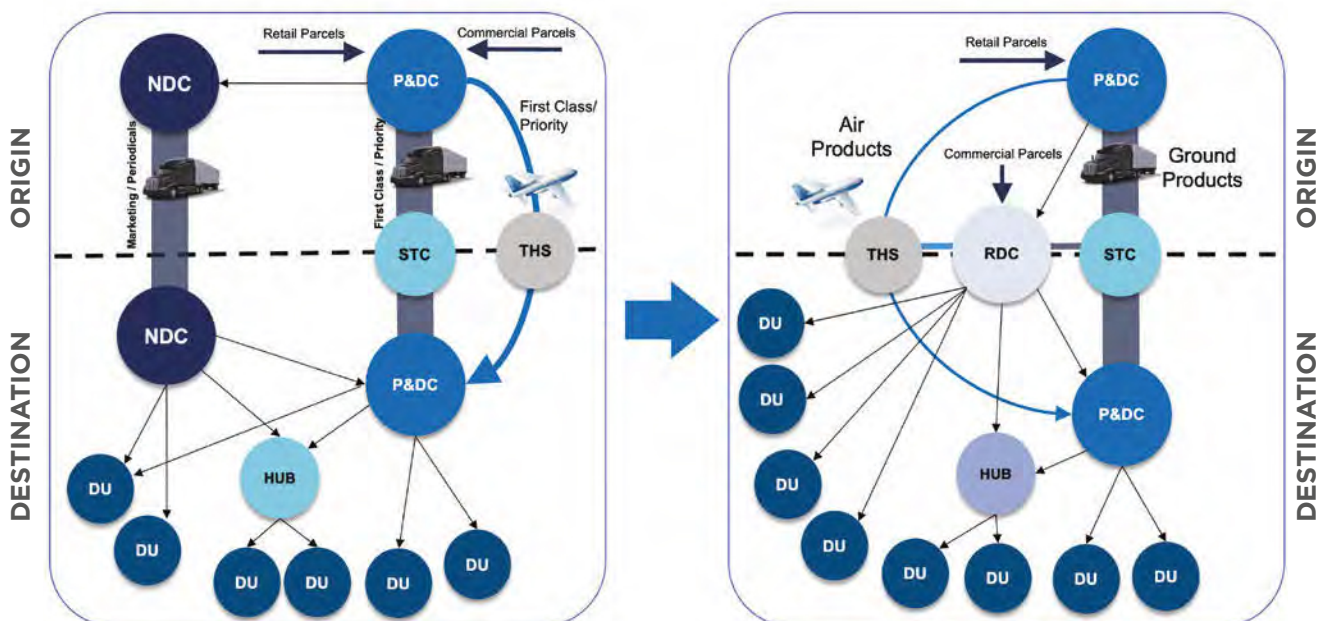 ORIGIN
DESTINATION
Retail Parcels
Commercial Parcels
NDC
P&DC
First Class/
Priority
Marketing / Periodicals
First Class / Priority
STC
THS
NDC
P&DC
HUB
DU
DU
DU
DU
DU
DU
Retail Parcels
P&DC
Air
Products
Commercial Parcels
Ground
Products
THS
RDC
STC
DU
DU
DU
DU
P&DC
HUB
DU
DU
DU
DU
ORIGIN
DESTINATION